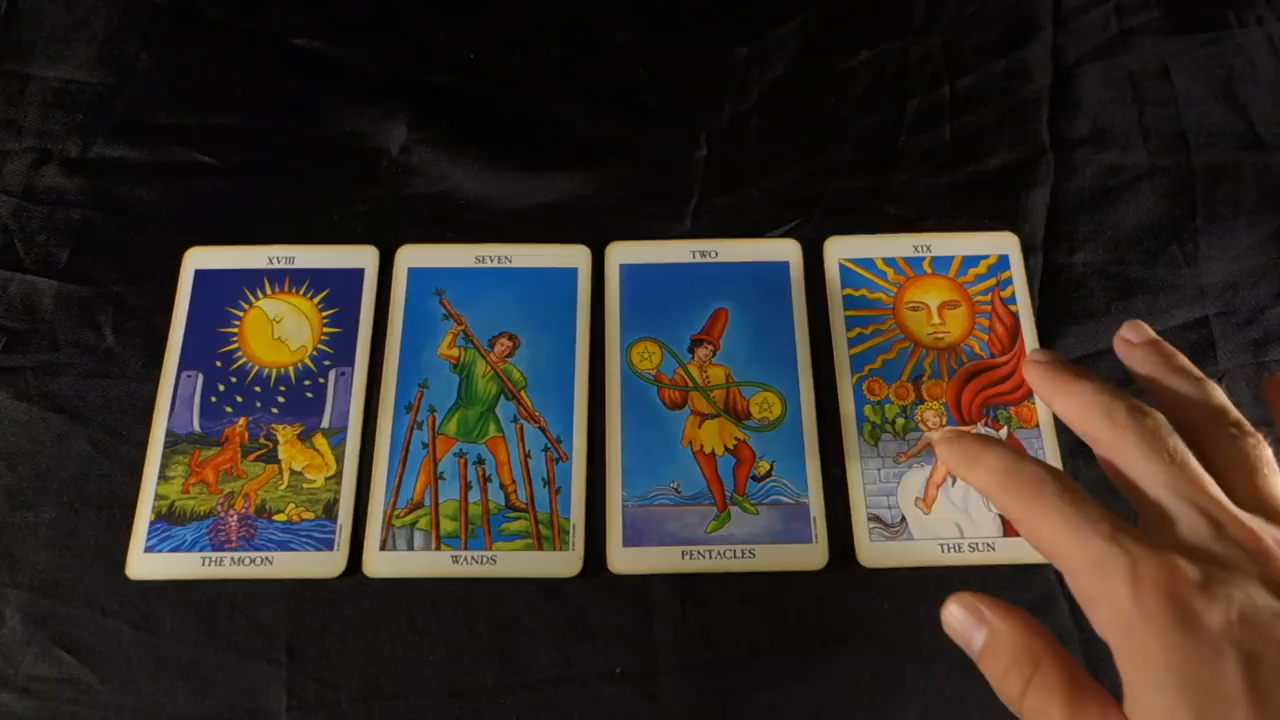 XVIII
THE MOON
SEVEN
WANDS
TWO
PENTACLES
XIX
THE SUN